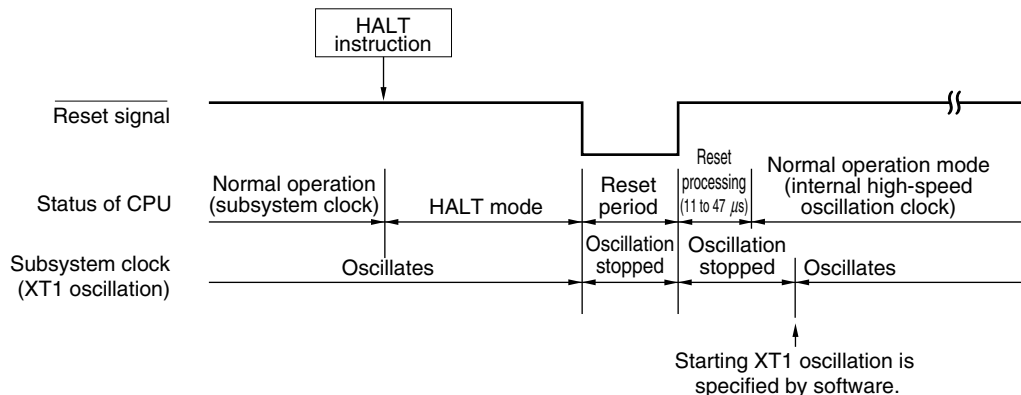 HALT
instruction
Reset signal
Status of CPU
Normal operation
(subsystem clock)
HALT mode
Reset
period
Reset
processing
(11 to 47 μs)
Normal operation mode
(internal high-speed
oscillation clock)
Subsystem clock
(XT1 oscillation)
Oscillates
Oscillation
stopped
Oscillation
stopped
Oscillates
Starting XT1 oscillation is
specified by software.